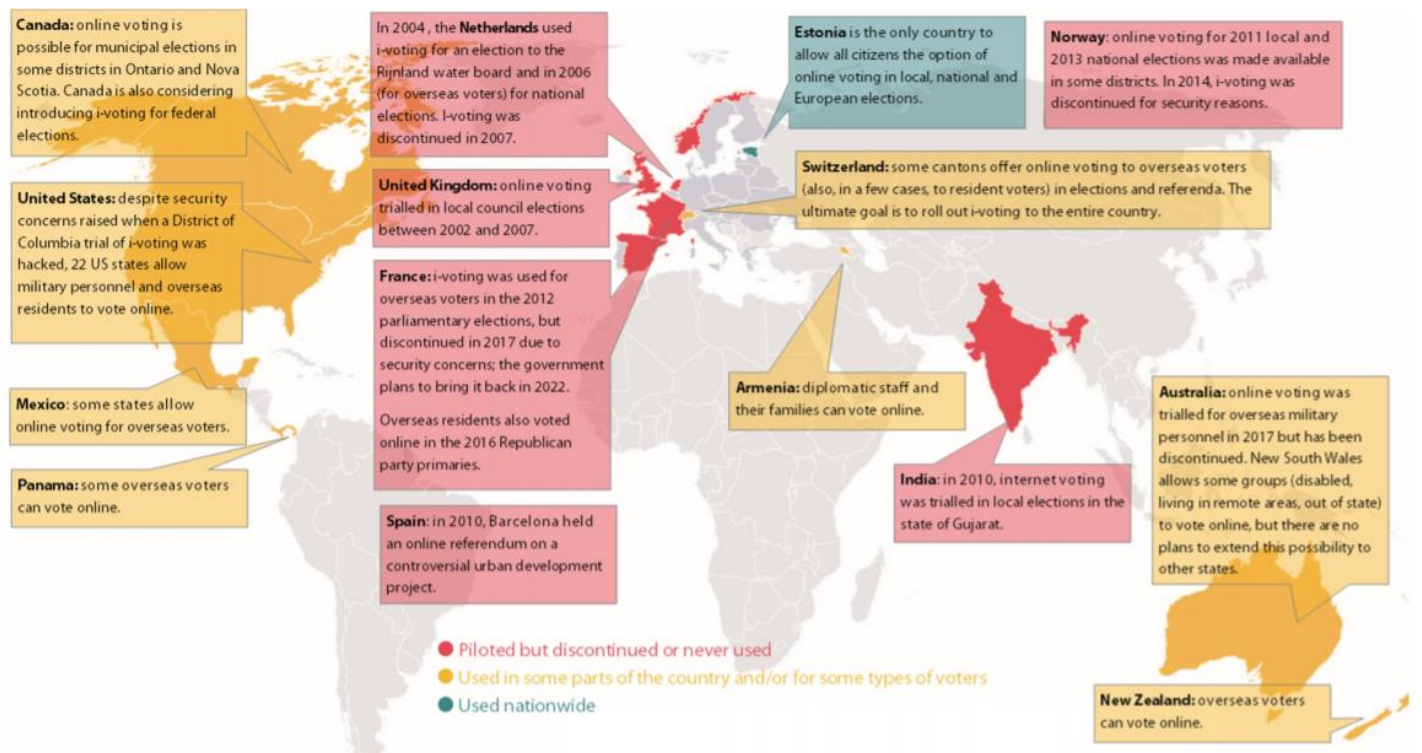 Canada: online voting is
possible for municipal elections in
some districts in Ontario and Nova
Scotia. Canada is also considering
introducing i-voting for federal
elections.
United States: despite security
concerns raised when a District of
Columbia trial of i-voting was
hacked, 22 US states allow
military personnel and overseas
residents to vote online.
Mexico: some states allow
online voting for overseas voters.
Panama: some overseas voters
can vote online.
In 2004 , the Netherlands used
i-voting for an election to the
Rijnland water board and in 2006
(for overseas voters) for national
elections. I-voting was
discontinued in 2007.
United Kingdom: online voting
trialled in local council elections
between 2002 and 2007.
France: i-voting was used for
overseas voters in the 2012
parliamentary elections, but
discontinued in 2017 due to
security concerns; the government
plans to bring it back in 2022.
Overseas residents also voted
online in the 2016 Republican
party primaries.
Spain: in 2010, Barcelona held
an online referendum on a
controversial urban development
project.
Estonia is the only country to
allow all citizens the option of
online voting in local, national and
European elections.
Norway: online voting for 2011 local and
2013 national elections was made available
in some districts. In 2014, i-voting was
discontinued for security reasons.
Switzerland: some cantons offer online voting to overseas voters
(also, in a few cases, to resident voters) in elections and referenda. The
ultimate goal is to roll out i-voting to the entire country.
Armenia: diplomatic staff and
their families can vote online.
India: in 2010, internet voting
was trialled in local elections in the
state of Gujarat.
Australia: online voting was
trialled for overseas military
personnel in 2017 but has been
discontinued. New South Wales
allows some groups (disabled,
living in remote areas, out of state)
to vote online, but there are no
plans to extend this possibility to
other states.
New Zealand: overseas voters
can vote online.
Piloted but discontinued or never used
Used in some parts of the country and/or for some types of voters
Used nationwide